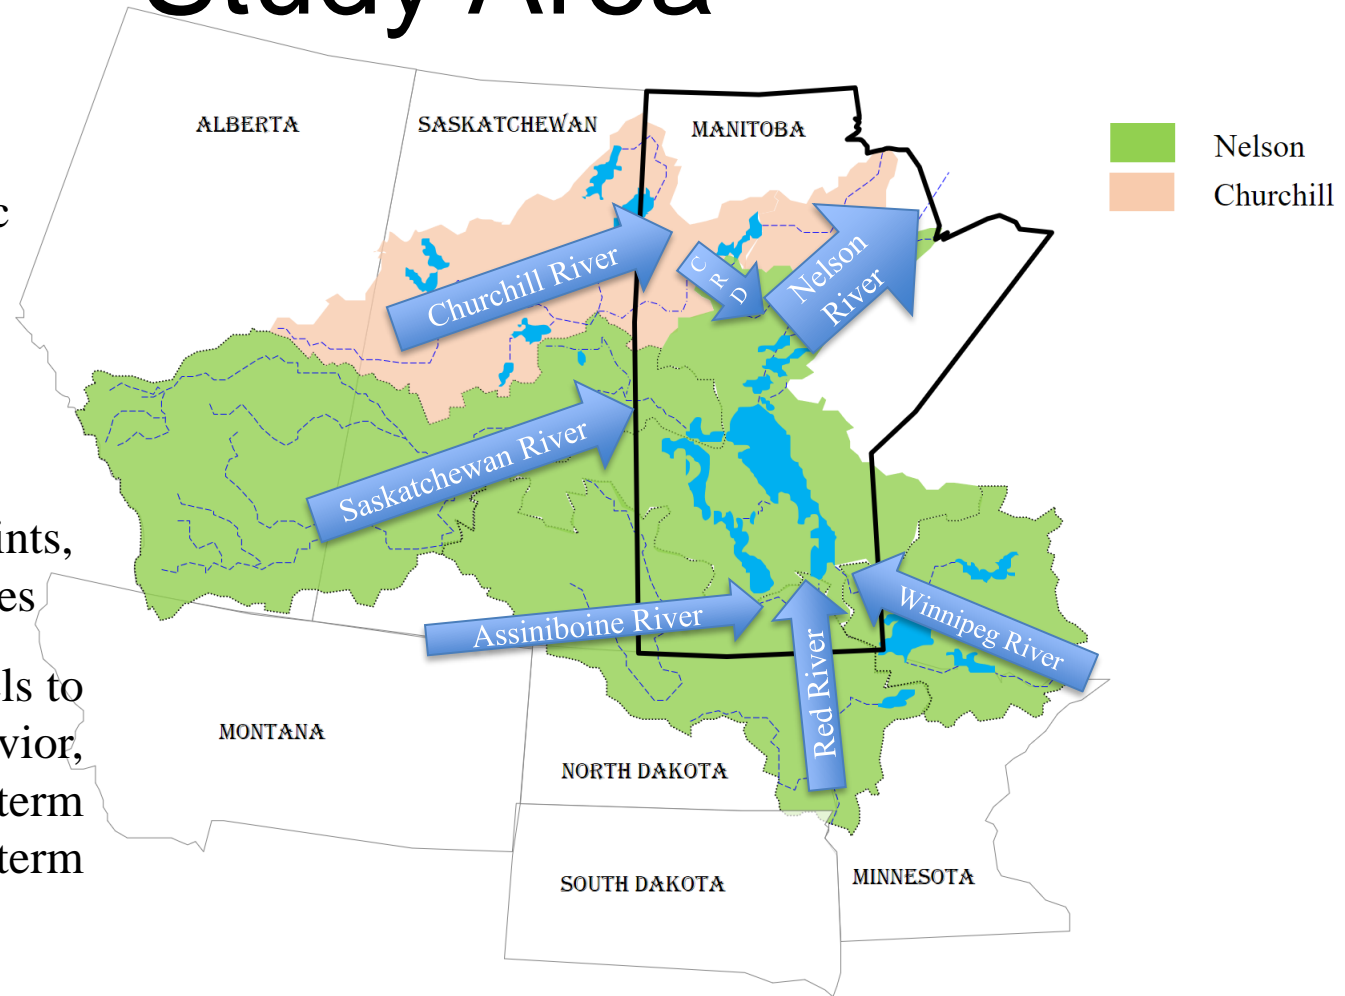 Study Area
c
ints,
es
ls to
vior,
term
term
ALBERTA
SASKATCHEWAN
MANITOBA
Nelson
Churchill
Churchill River
C
R
D
Nelson
River
Saskatchewan River
Assiniboine River
Red River
Winnipeg River
MONTANA
NORTH DAKOTA
SOUTH DAKOTA
MINNESOTA